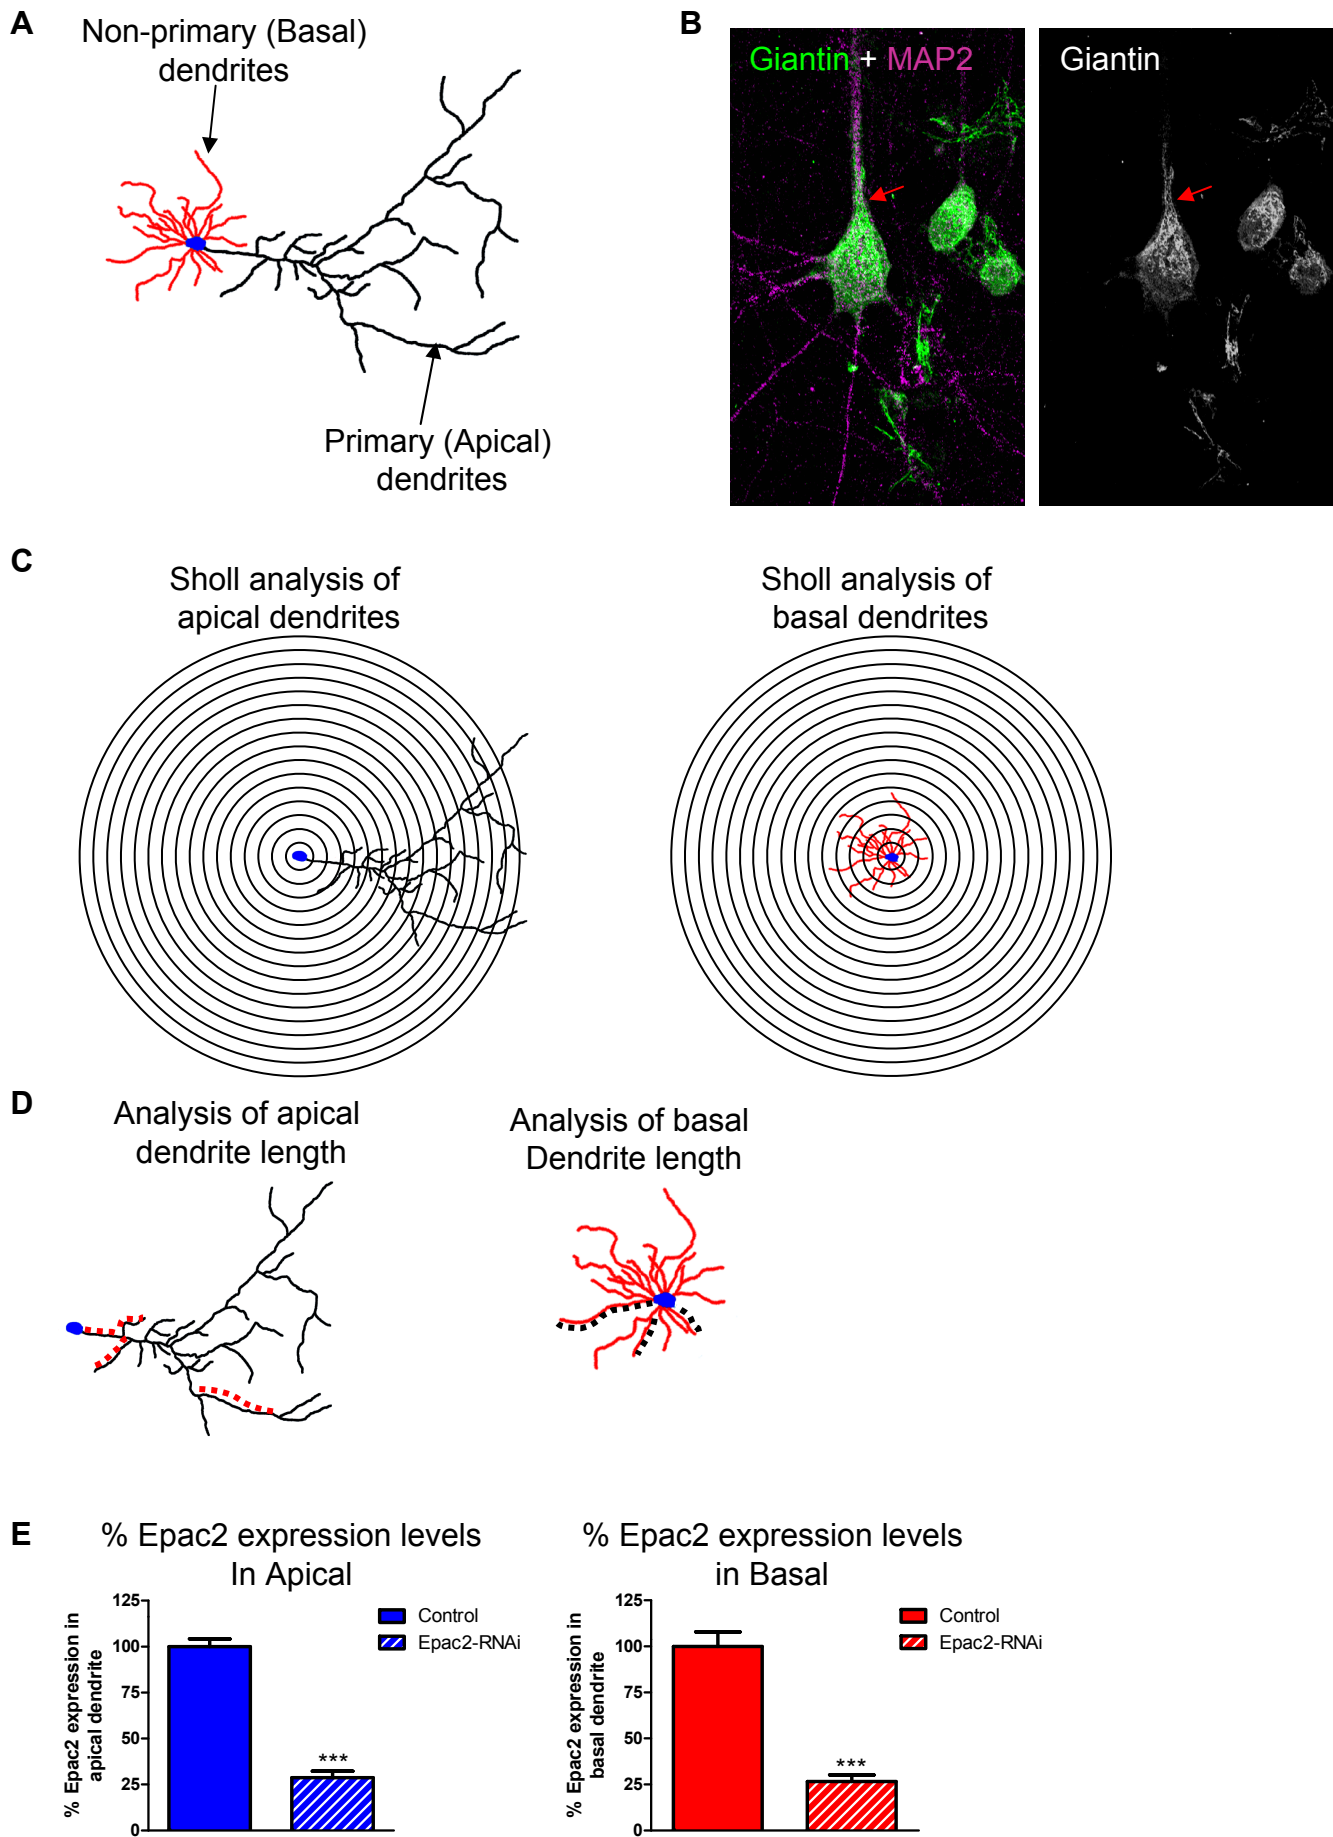 A
Non-primary (Basal)
dendrites
Primary (Apical)
dendrites
B
Giantin + MAP2
Giantin
C
Sholl analysis of
apical dendrites
Sholl analysis of
basal dendrites
D
Analysis of apical
dendrite length
Analysis of basal
Dendrite length
E
% Epac2 expression levels
In Apical
% Epac2 expression in
apical dendrite
125
100
75
50
25
0
***
Control
Epac2-RNAi
% Epac2 expression levels
in Basal
% Epac2 expression in
basal dendrite
125
100
75
50
25
0
***
Control
Epac2-RNAi